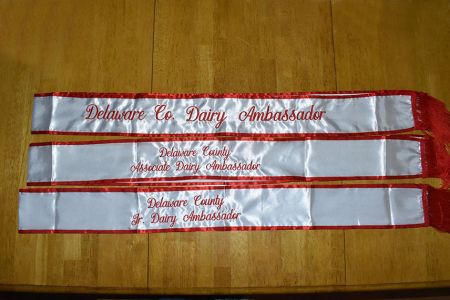 Delaware Co. Dairy Ambassador
Delaware County
Associate Dairy Ambassador
Delaware County
Jr. Dairy Ambassador